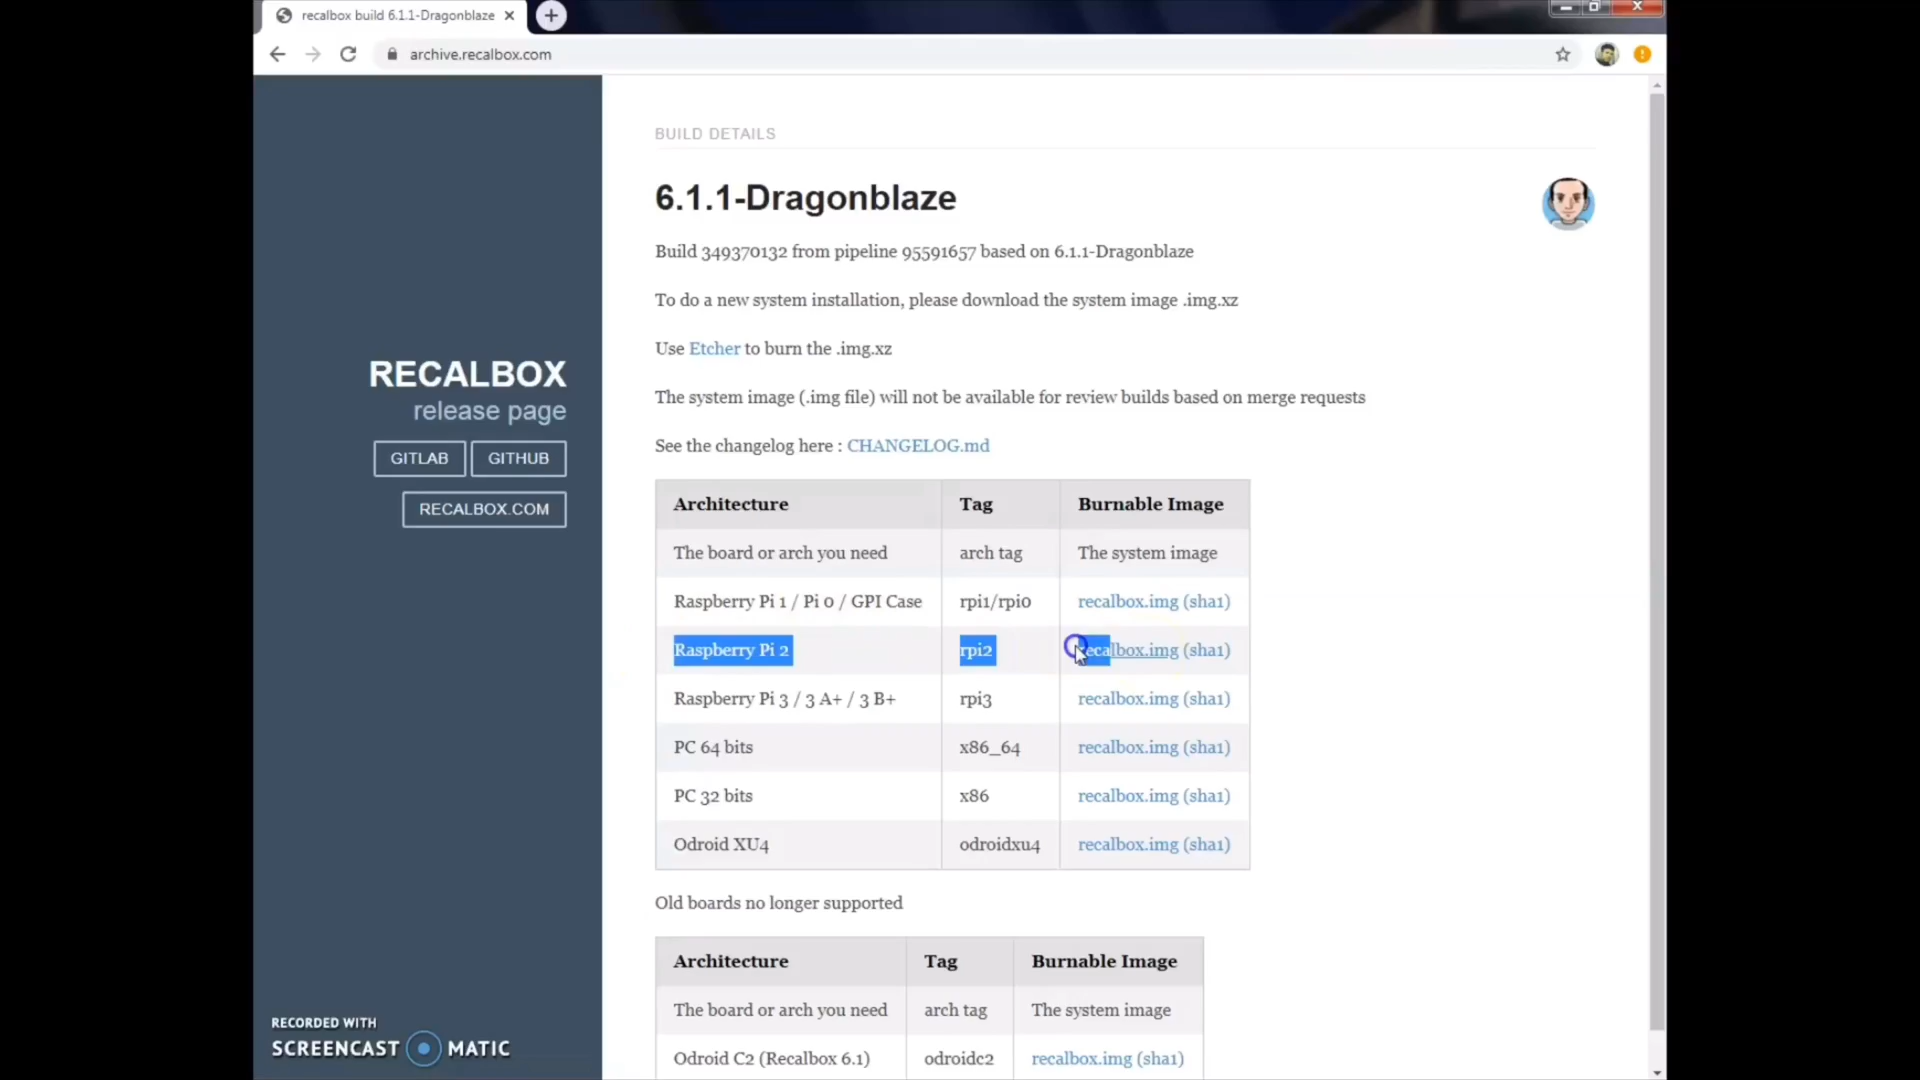 recalbox build 6.1.1-Dragonblaze
archive.recalbox.com
BUILD DETAILS
6.1.1-Dragonblaze
Build 349370132 from pipeline 95591657 based on 6.1.1-Dragonblaze
To do a new system installation, please download the system image .img.xz
Use Etcher to burn the .img.xz
The system image (.img file) will not be available for review builds based on merge requests
See the changelog here : CHANGELOG.md
RECALBOX
release page
GITLAB GITHUB
RECALBOX.COM
Architecture Tag Burnable Image
The board or arch you need arch tag The system image
Raspberry Pi 1 / Pi 0 / GPI Case rpi1/rpi0 recalbox.img (sha1)
Raspberry Pi 2 rpi2 recalbox.img (sha1)
Raspberry Pi 3 / 3 A+ / 3 B+ rpi3 recalbox.img (sha1)
PC 64 bits x86_64 recalbox.img (sha1)
PC 32 bits x86 recalbox.img (sha1)
Odroid XU4 odroidxu4 recalbox.img (sha1)
Old boards no longer supported
Architecture Tag Burnable Image
The board or arch you need arch tag The system image
Odroid C2 (Recalbox 6.1) odroidc2 recalbox.img (sha1)
RECORDED WITH
SCREENCAST MATIC